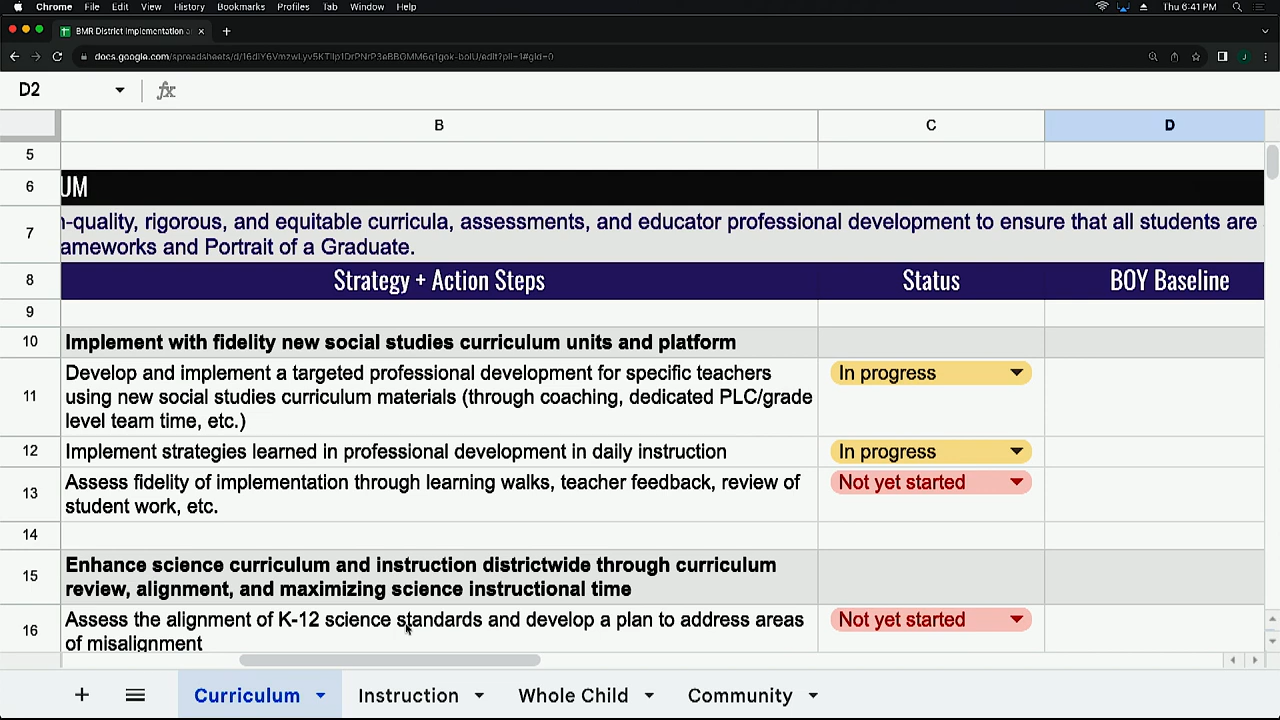 Chrome File Edit View History Bookmarks Profiles Tab Window Help Thu 6:41 PM
BMR District Implementation a
D2
B C D
5
6 UM
7 -quality, rigorous, and equitable curricula, assessments, and educator professional development to ensure that all students are
ameworks and Portrait of a Graduate.
8 Strategy + Action Steps Status BOY Baseline
9
10 Implement with fidelity new social studies curriculum units and platform
Develop and implement a targeted professional development for specific teachers In progress
11 using new social studies curriculum materials (through coaching, dedicated PLC/grade
level team time, etc.)
12 Implement strategies learned in professional development in daily instruction In progress
13 Assess fidelity of implementation through learning walks, teacher feedback, review of Not yet started
student work, etc.
14
15 Enhance science curriculum and instruction districtwide through curriculum
review, alignment, and maximizing science instructional time
16 Assess the alignment of K-12 science standards and develop a plan to address areas Not yet started
of misalignment
Curriculum Instruction Whole Child Community